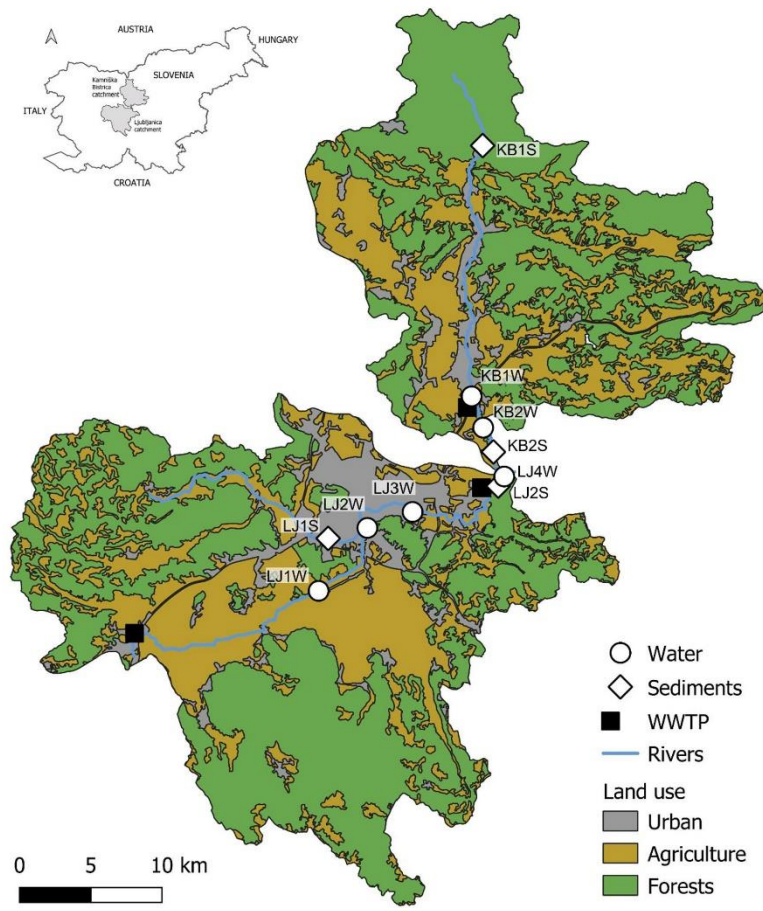 AUSTRIA
HUNGARY
SLOVENIA
Kamniška
Bistrica
catchment
ITALY
Ljubljanica
catchment
CROATIA
KB1S
KB1W
KB2W
KB2S
LJ4W
LJ2S
LJ3W
LJ2W
LJ1S
LJ1W
Water
Sediments
WWTP
Rivers
Land use
Urban
Agriculture
Forests
0 5 10 km